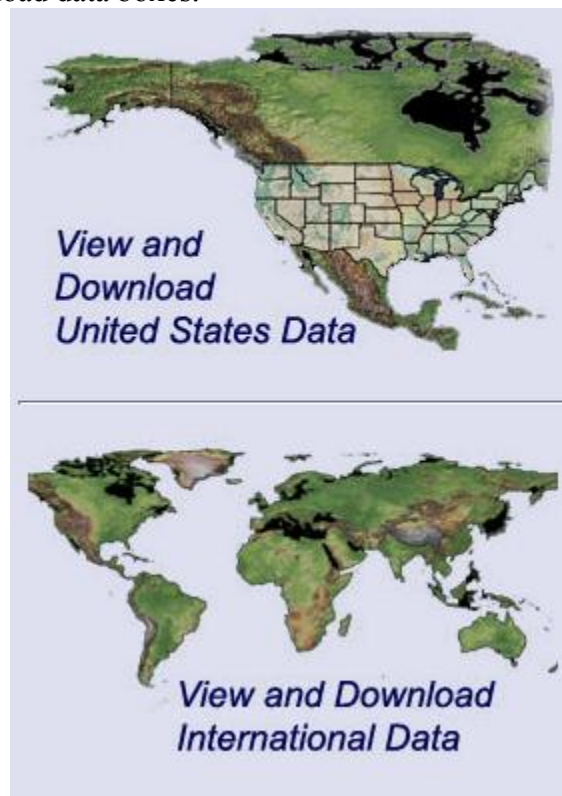 View and
Download
United States Data
View and Download
International Data